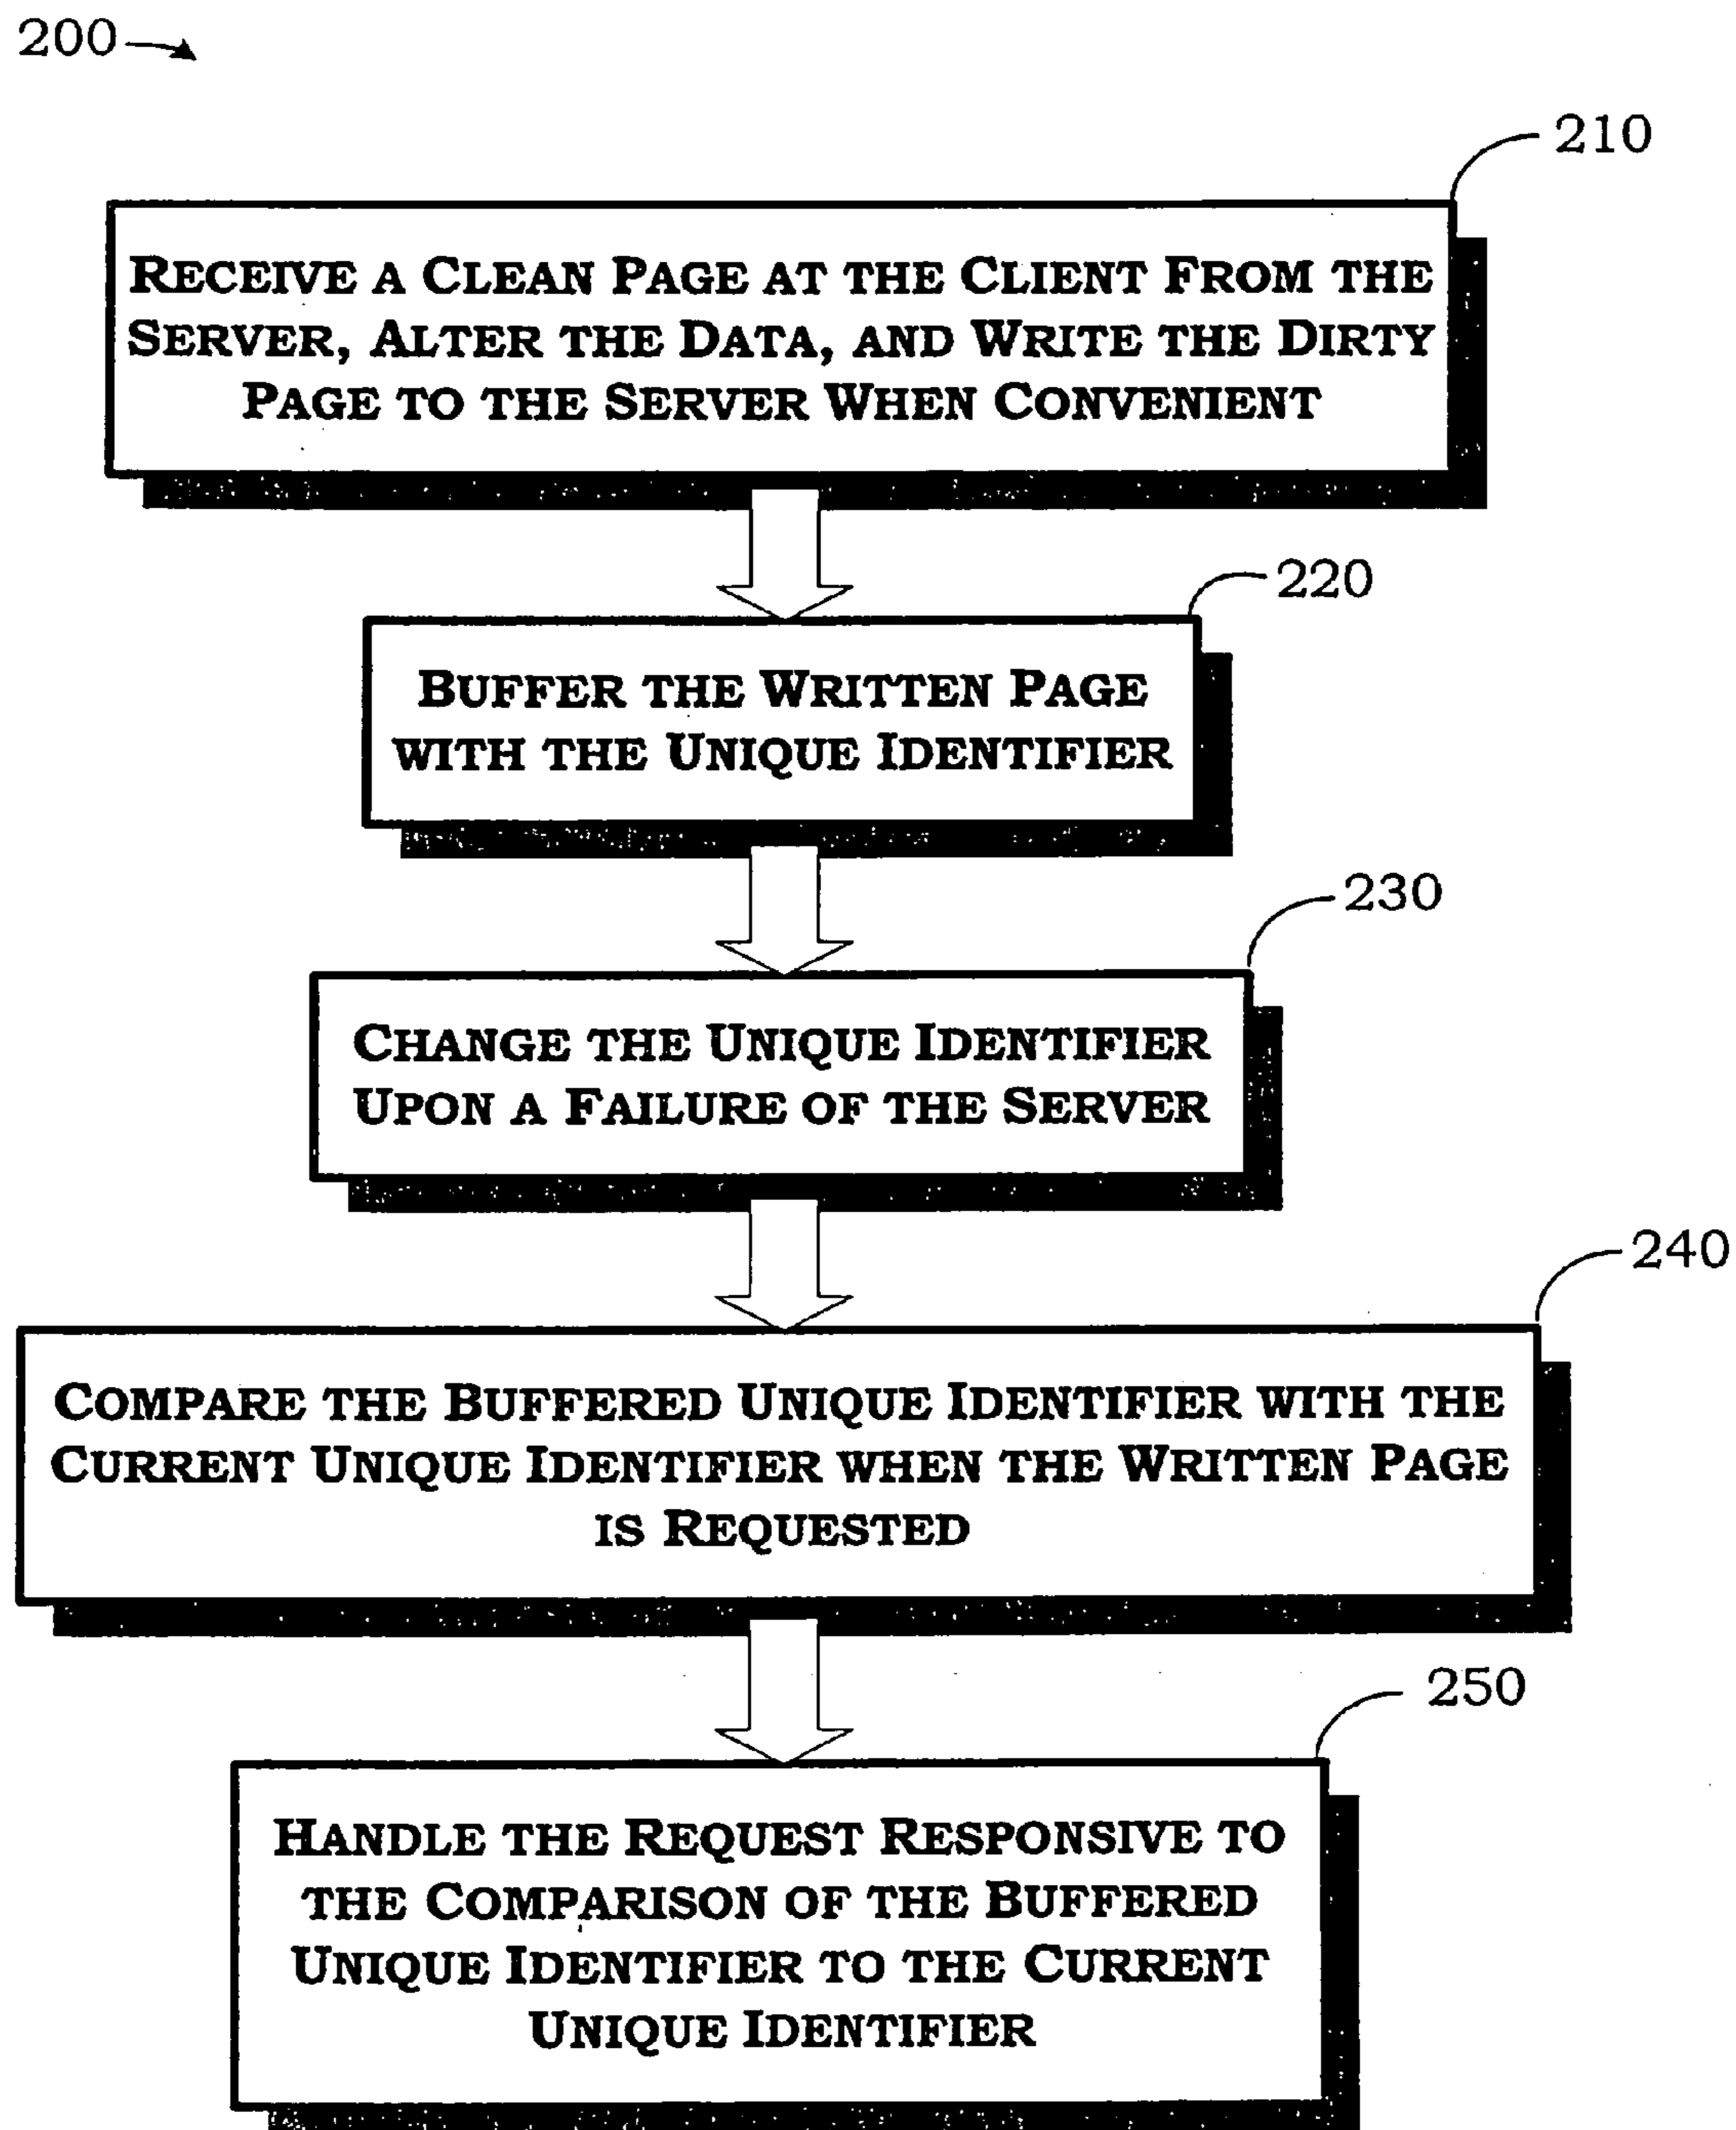 200
210
RECEIVE A CLEAN PAGE AT THE CLIENT FROM THE
SERVER, ALTER THE DATA, AND WRITE THE DIRTY
PAGE TO THE SERVER WHEN CONVENIENT
220
BUFFER THE WRITTEN PAGE
WITH THE UNIQUE IDENTIFIER
230
CHANGE THE UNIQUE IDENTIFIER
UPON A FAILURE OF THE SERVER
240
COMPARE THE BUFFERED UNIQUE IDENTIFIER WITH THE
CURRENT UNIQUE IDENTIFIER WHEN THE WRITTEN PAGE
IS REQUESTED
250
HANDLE THE REQUEST RESPONSIVE TO
THE COMPARISON OF THE BUFFERED
UNIQUE IDENTIFIER TO THE CURRENT
UNIQUE IDENTIFIER